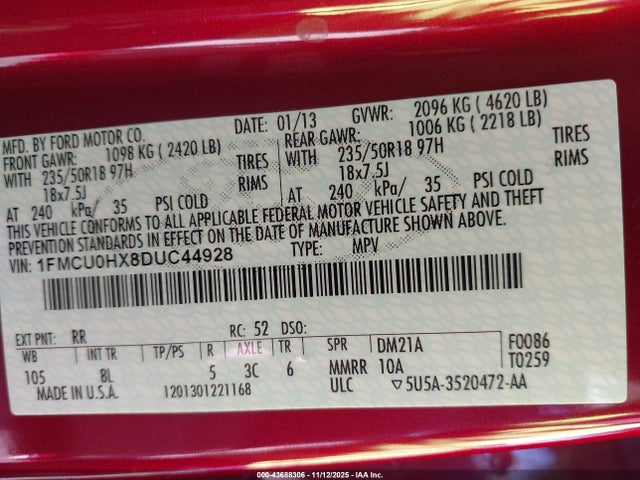 MFD. BY FORD MOTOR CO.
DATE: 01/13 GVWR: 2096 KG ( 4620 LB)
FRONT GAWR: 1098 KG ( 2420 LB) REAR GAWR: 1006 KG ( 2218 LB)
WITH 235/50R18 97H TIRES WITH 235/50R18 97H TIRES
18x7.5J RIMS 18x7.5J RIMS
AT 240 kPa/ 35 PSI COLD AT 240 kPa/ 35 PSI COLD
THIS VEHICLE CONFORMS TO ALL APPLICABLE FEDERAL MOTOR VEHICLE SAFETY AND THEFT
PREVENTION STANDARDS IN EFFECT ON THE DATE OF MANUFACTURE SHOWN ABOVE.
VIN: 1FMCU0HX8DUC44928 TYPE: MPV
EXT PNT: RR RC: 52 DSO:
WB INT TR TP/PS R AXLE TR SPR DM21A F0086
105 8L 5 3C 6 MMRR 10A T0259
MADE IN U.S.A. 1201301221168 ULC ▽5U5A-3520472-AA
000-43688306 - 11/12/2025 - IAA Inc.